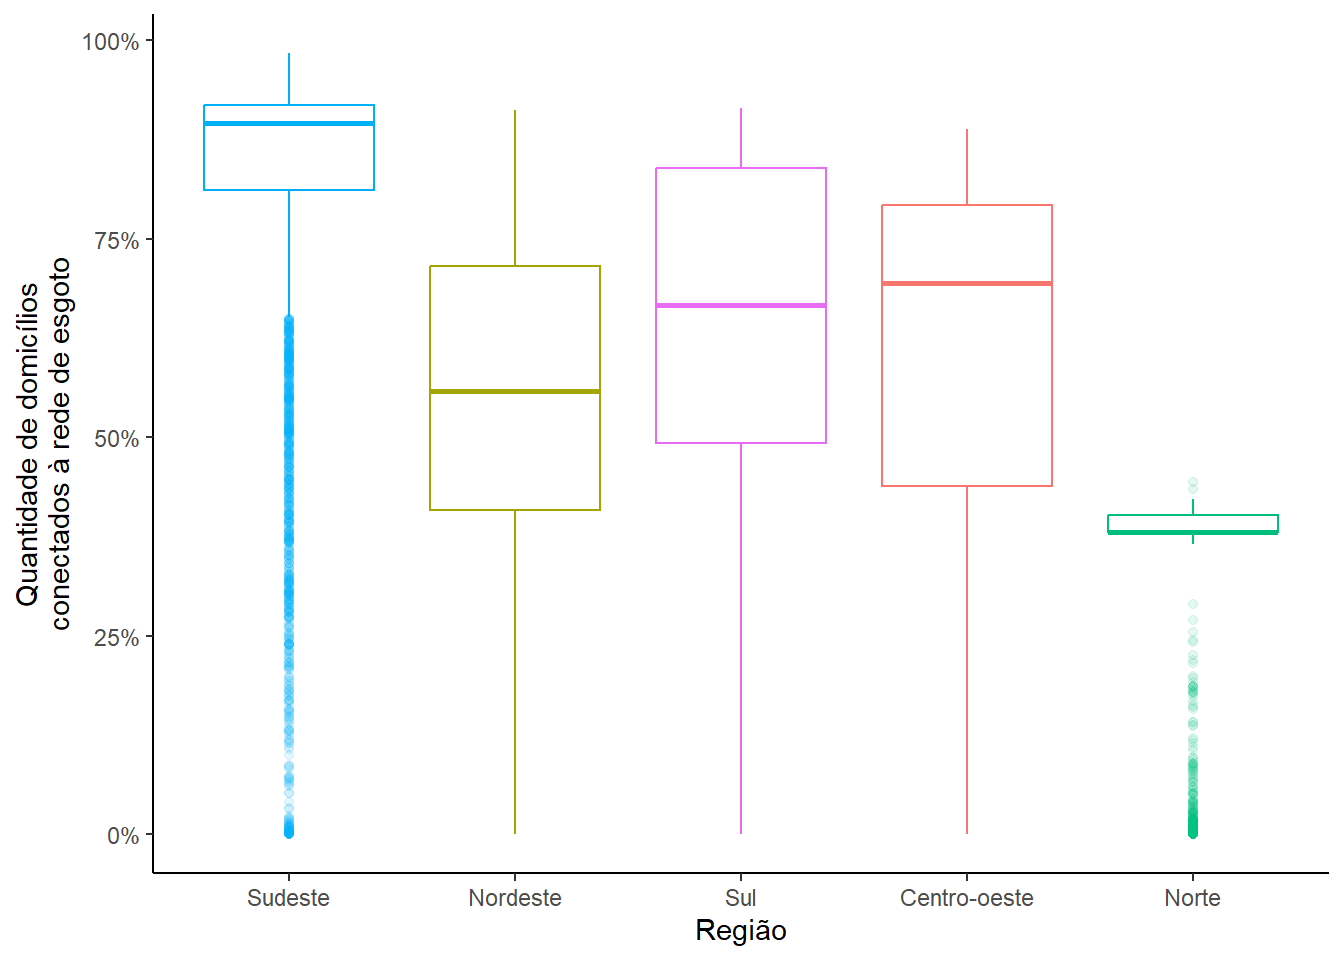 Quantidade de domicílios
conectados à rede de esgoto
100%
75%
50%
25%
0%
Sudeste
Nordeste
Sul
Centro-oeste
Norte
Região